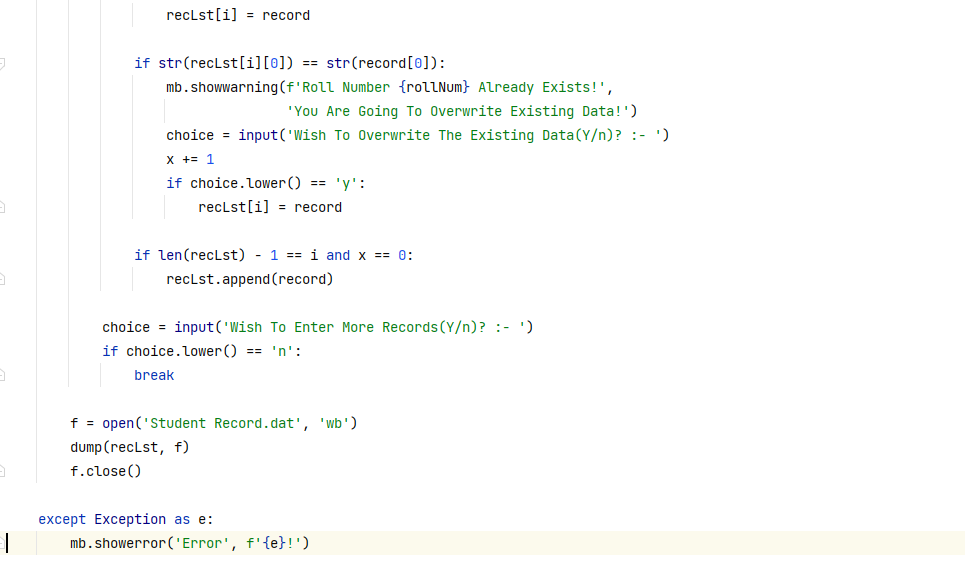 recLst[i] = record
if str(recLst[i][0]) == str(record[0]):
mb.showwarning(f'Roll Number {rollNum} Already Exists!',
'You Are Going To Overwrite Existing Data!')
choice = input('Wish To Overwrite The Existing Data(Y/n)? :- ')
x += 1
if choice.lower() == 'y':
recLst[i] = record
if len(recLst) - 1 == i and x == 0:
recLst.append(record)
choice = input('Wish To Enter More Records(Y/n)? :- ')
if choice.lower() == 'n':
break
f = open('Student Record.dat', 'wb')
dump(recLst, f)
f.close()
except Exception as e:
mb.showerror('Error', f'{e}!')